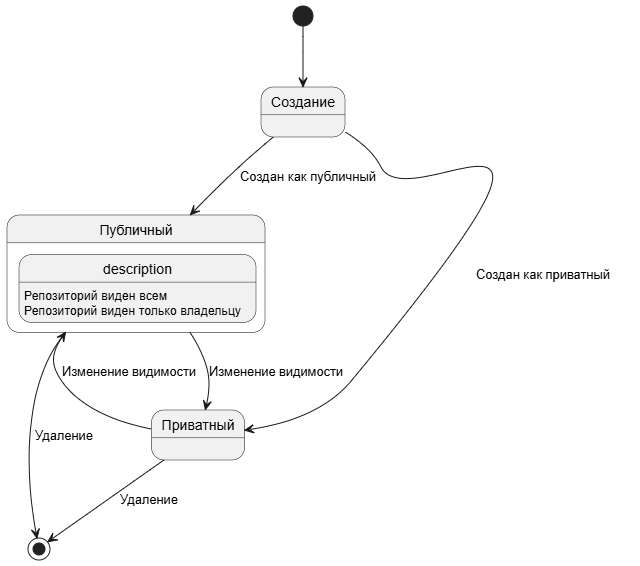 Создание
Создан как публичный
Создан как приватный
Публичный
description
Репозиторий виден всем
Репозиторий виден только владельцу
Изменение видимости
Изменение видимости
Приватный
Удаление
Удаление